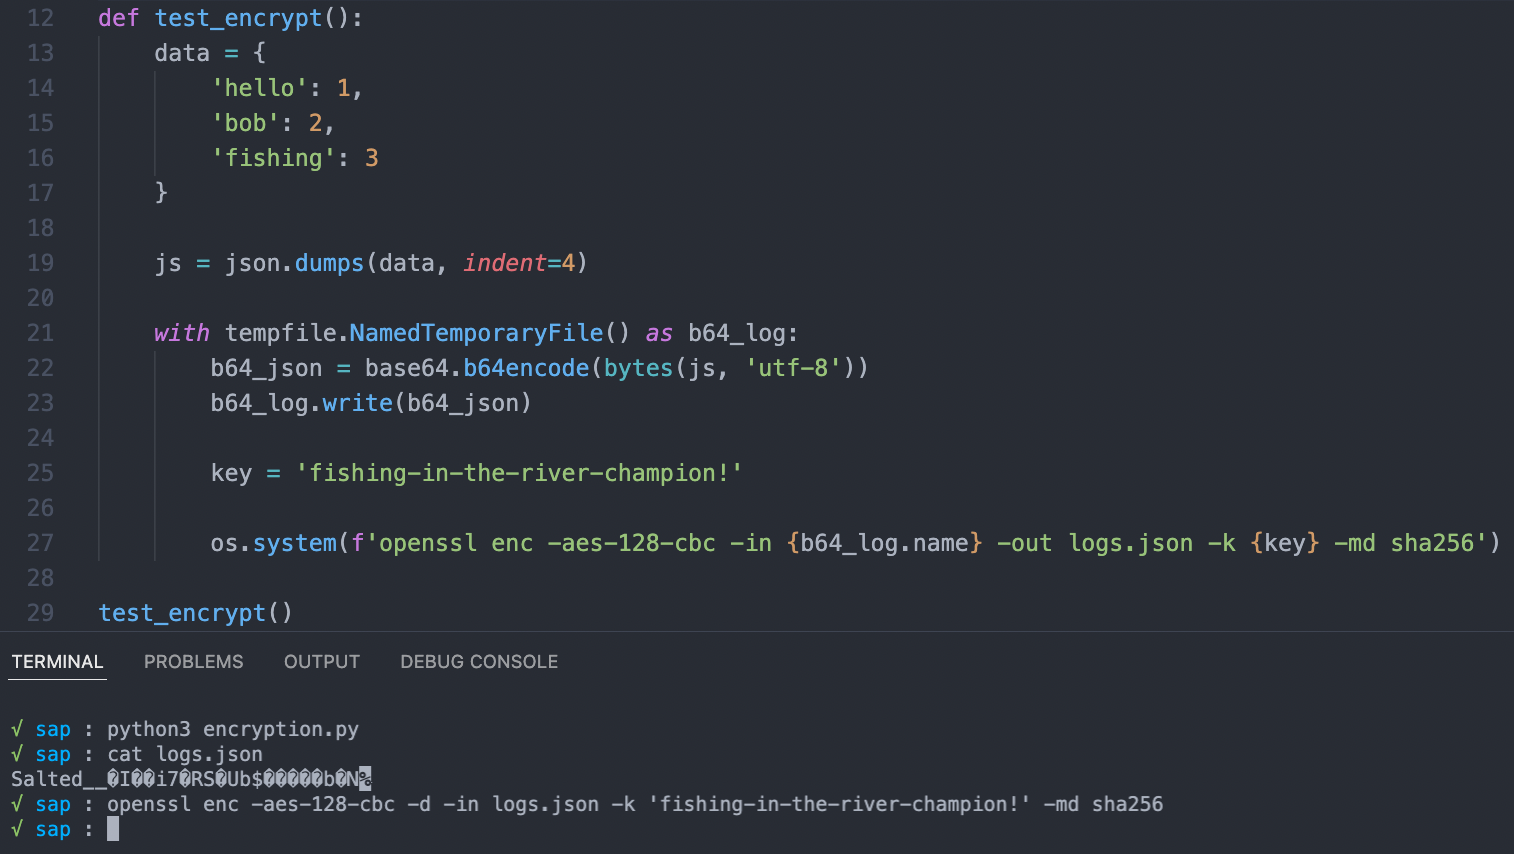 12 def test_encrypt():
13 data = {
14 'hello': 1,
15 'bob': 2,
16 'fishing': 3
17 }
18
19 js = json.dumps(data, indent=4)
20
21 with tempfile.NamedTemporaryFile() as b64_log:
22 b64_json = base64.b64encode(bytes(js, 'utf-8'))
23 b64_log.write(b64_json)
24
25 key = 'fishing-in-the-river-champion!'
26
27 os.system(f'openssl enc -aes-128-cbc -in {b64_log.name} -out logs.json -k {key} -md sha256')
28
29 test_encrypt()
TERMINAL PROBLEMS OUTPUT DEBUG CONSOLE
√ sap : python3 encryption.py
√ sap : cat logs.json
Salted__�I��i7�RS�Ub$�����b�N%
√ sap : openssl enc -aes-128-cbc -d -in logs.json -k 'fishing-in-the-river-champion!' -md sha256
√ sap :